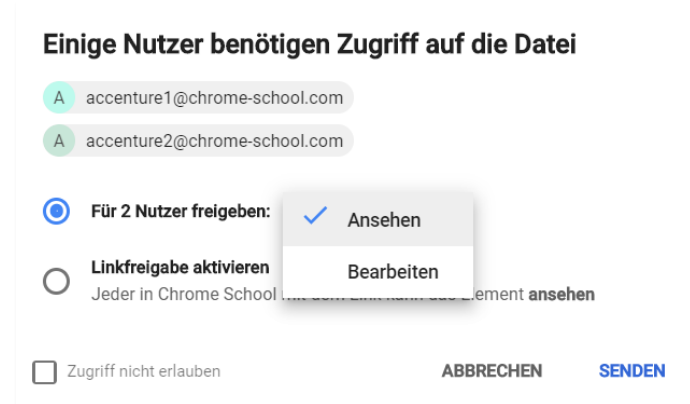 Einige Nutzer benötigen Zugriff auf die Datei
A accenture1@chrome-school.com
A accenture2@chrome-school.com
Für 2 Nutzer freigeben:
Ansehen
Bearbeiten
Linkfreigabe aktivieren
Jeder in Chrome School ansehen
Zugriff nicht erlauben
ABBRECHEN
SENDEN